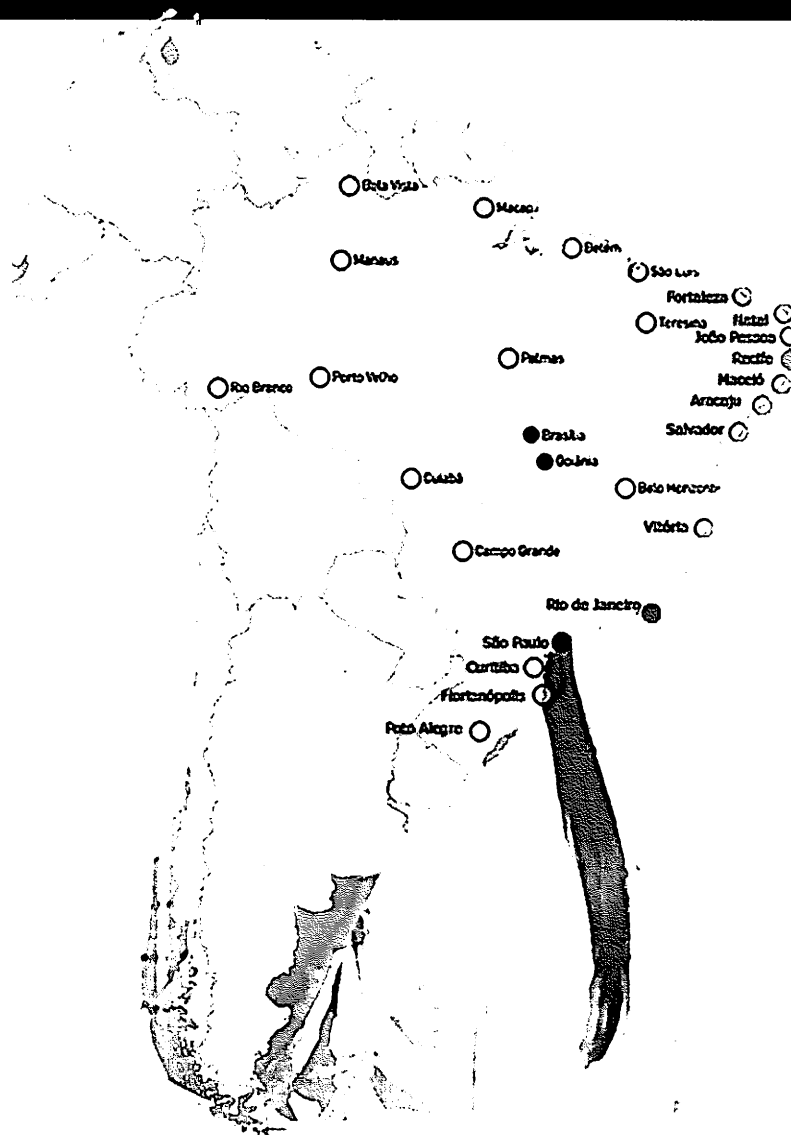 Boa Vista
Macapá
Belém
Manaus
São Luís
Fortaleza
Natal
Teresina
João Pessoa
Recife
Palmas
Maceió
Porto Velho
Rio Branco
Aracaju
Salvador
Brasília
Goiânia
Cuiabá
Belo Horizonte
Vitória
Campo Grande
Rio de Janeiro
São Paulo
Curitiba
Florianópolis
Porto Alegre